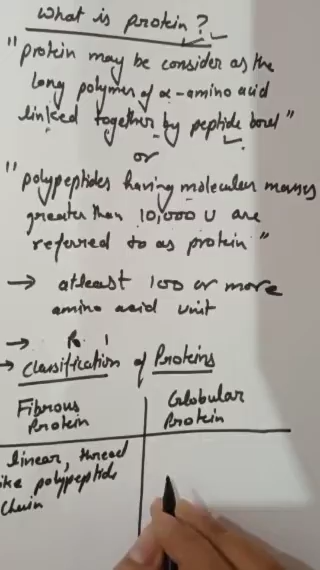 What is protein?
"protein may be consider as the
long polymer of α-amino acid
linked together by peptide bond"
or
"polypeptides having molecular masses
greater than 10,000 U are
referred to as protein"
→ atleast 100 or more
amino acid unit
→
→ Classification of Proteins
Fibrous Protein
linear, thread
like polypeptide
chain
Globular
Protein